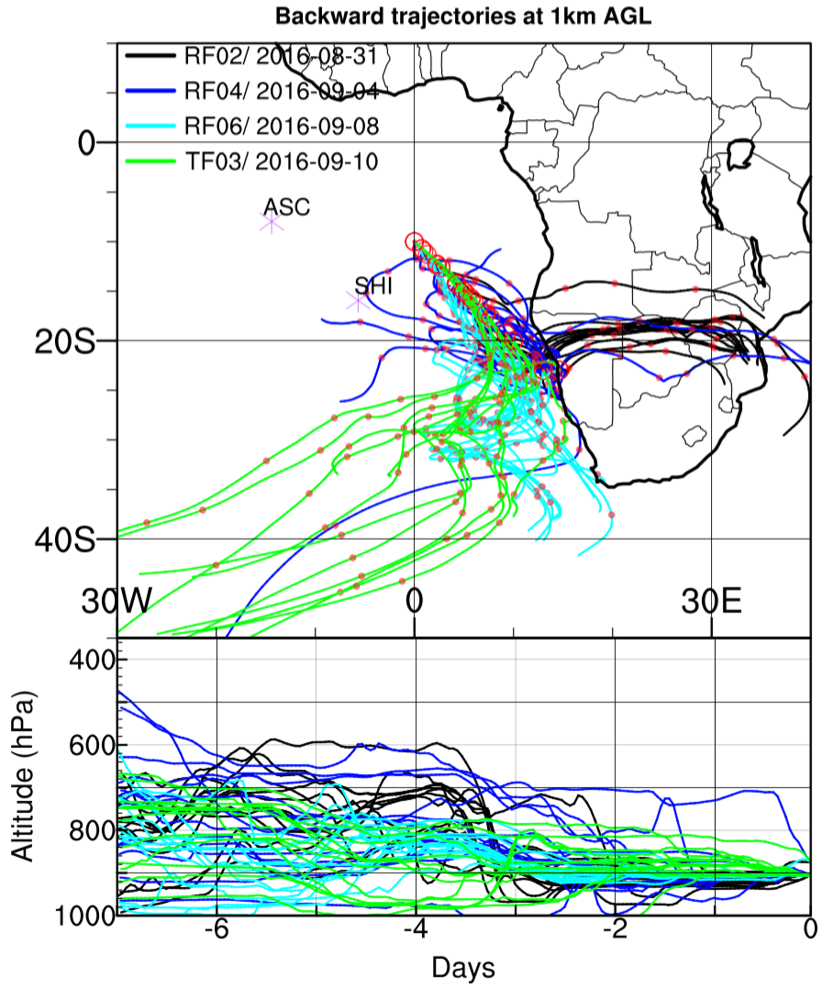 Backward trajectories at 1km AGL
RF02/ 2016-08-31
RF04/ 2016-09-04
RF06/ 2016-09-08
TF03/ 2016-09-10
0
ASC
SHI
20S
40S
30W 0 30E
400
600
800
1000
Altitude (hPa)
-6 -4 -2 0
Days